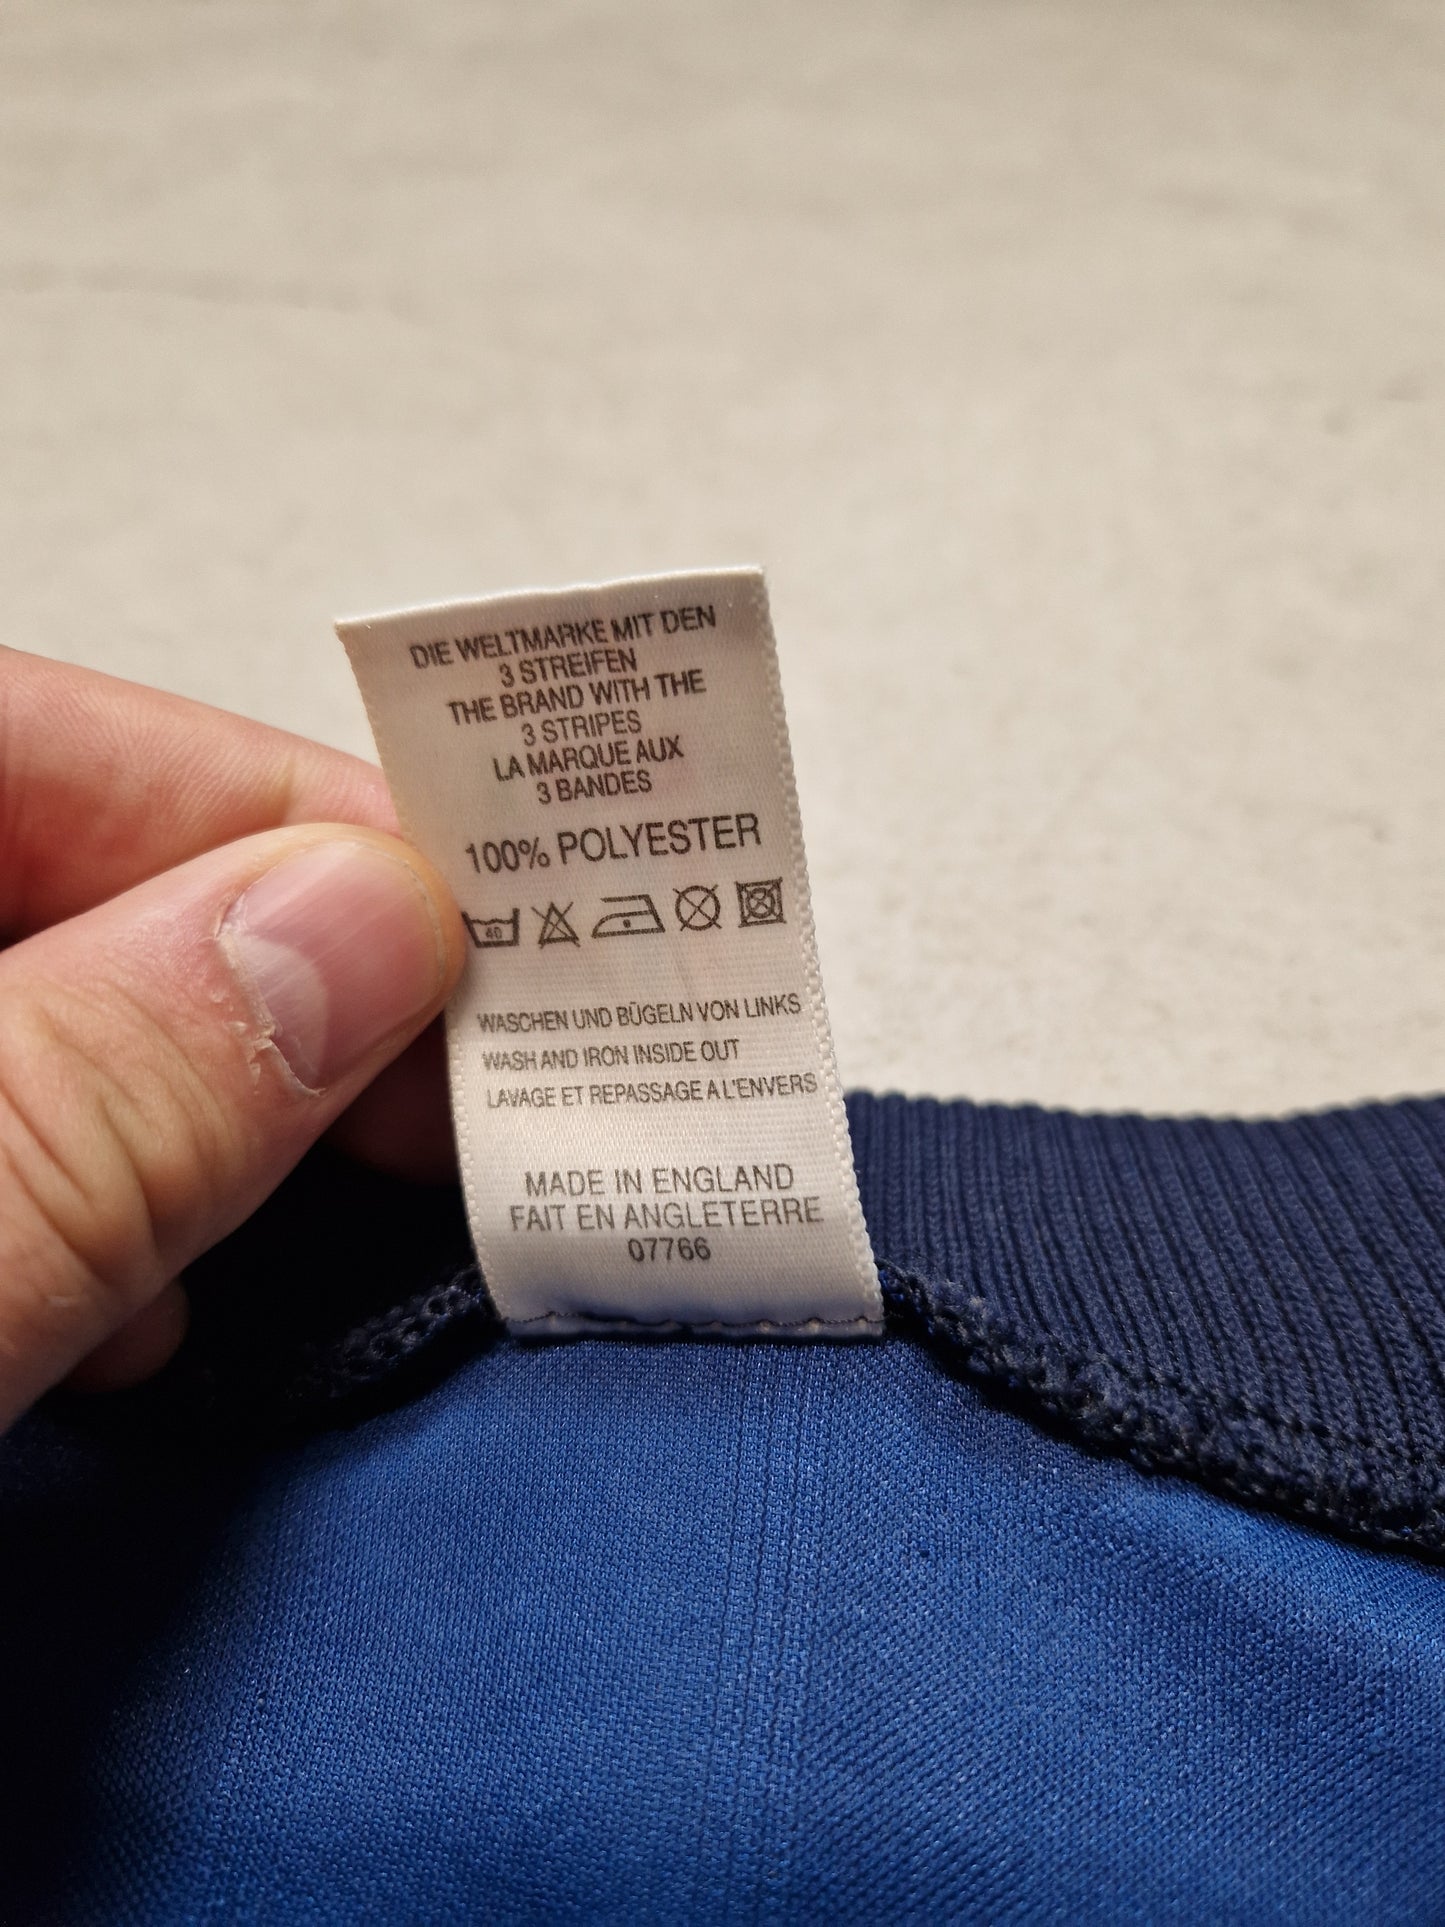 DIE WELTMARKE MIT DEN
3 STREIFEN
THE BRAND WITH THE
3 STRIPES
LA MARQUE AUX
3 BANDES
100% POLYESTER
40
WASCHEN UND BÜGELN VON LINKS
WASH AND IRON INSIDE OUT
LAVAGE ET REPASSAGE A L'ENVERS
MADE IN ENGLAND
FAIT EN ANGLETERRE
07766